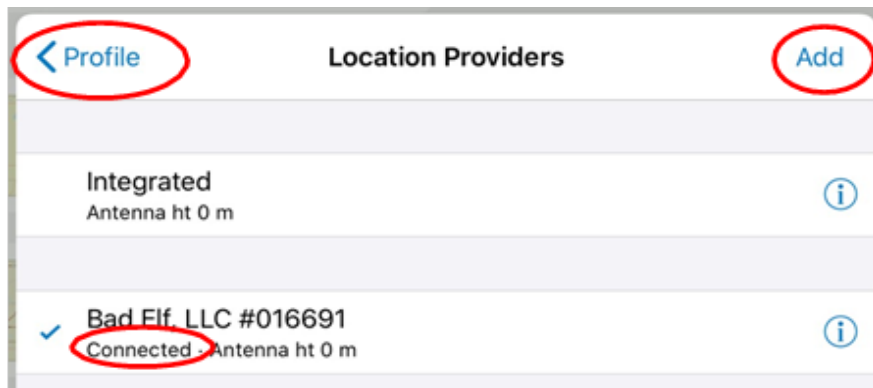 Profile
Location Providers
Add
Integrated
Antenna ht 0 m
Bad Elf, LLC #016691
Connected - Antenna ht 0 m